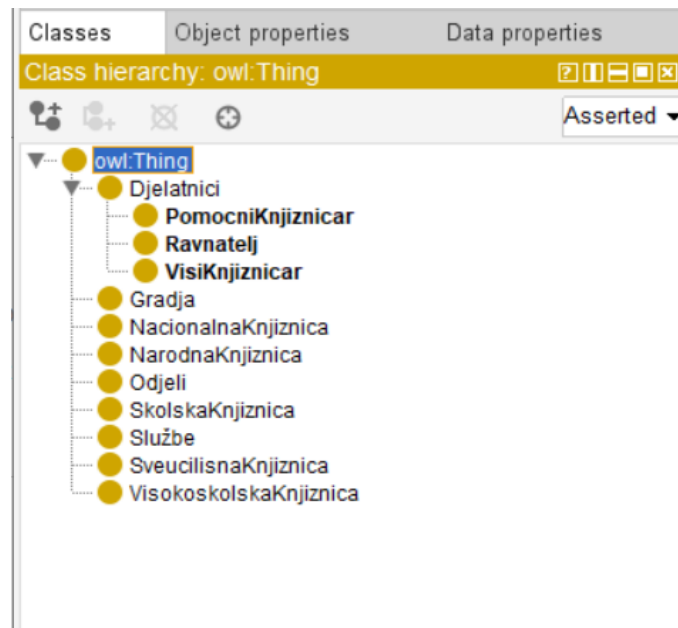 Classes Object properties Data properties
Class hierarchy: owl:Thing
Asserted
owl:Thing
Djelatnici
PomocniKnjiznicar
Ravnatelj
VisiKnjiznicar
Gradja
NacionalnaKnjiznica
NarodnaKnjiznica
Odjeli
SkolskaKnjiznica
Službe
SveucilisnaKnjiznica
VisokoskolskaKnjiznica